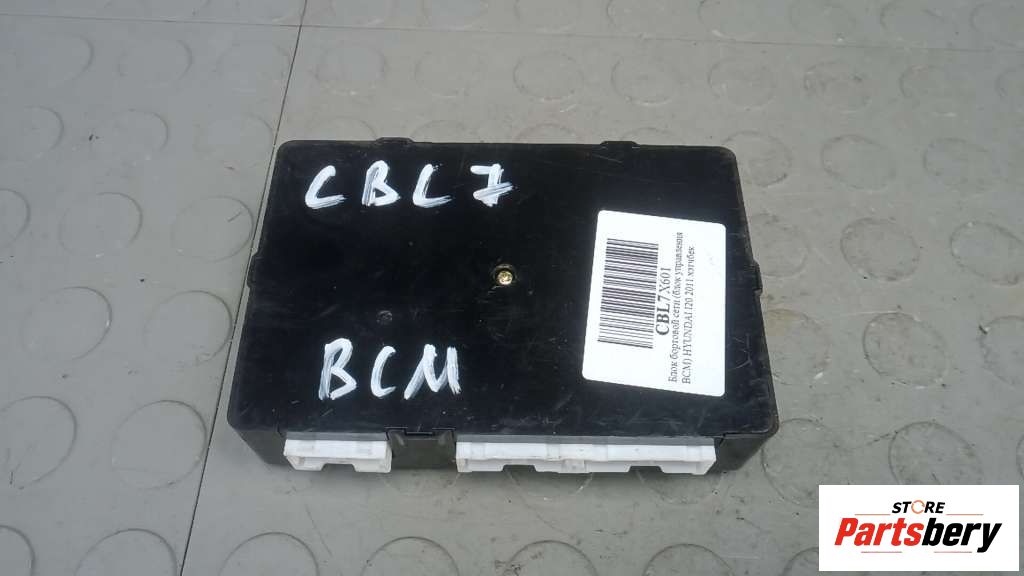 CBL7
BCM
CBL7X601
Блок бортовой сети (блок управления
BCM) HYUNDAI I20 2011 хэтчбек
STORE
Partsbery